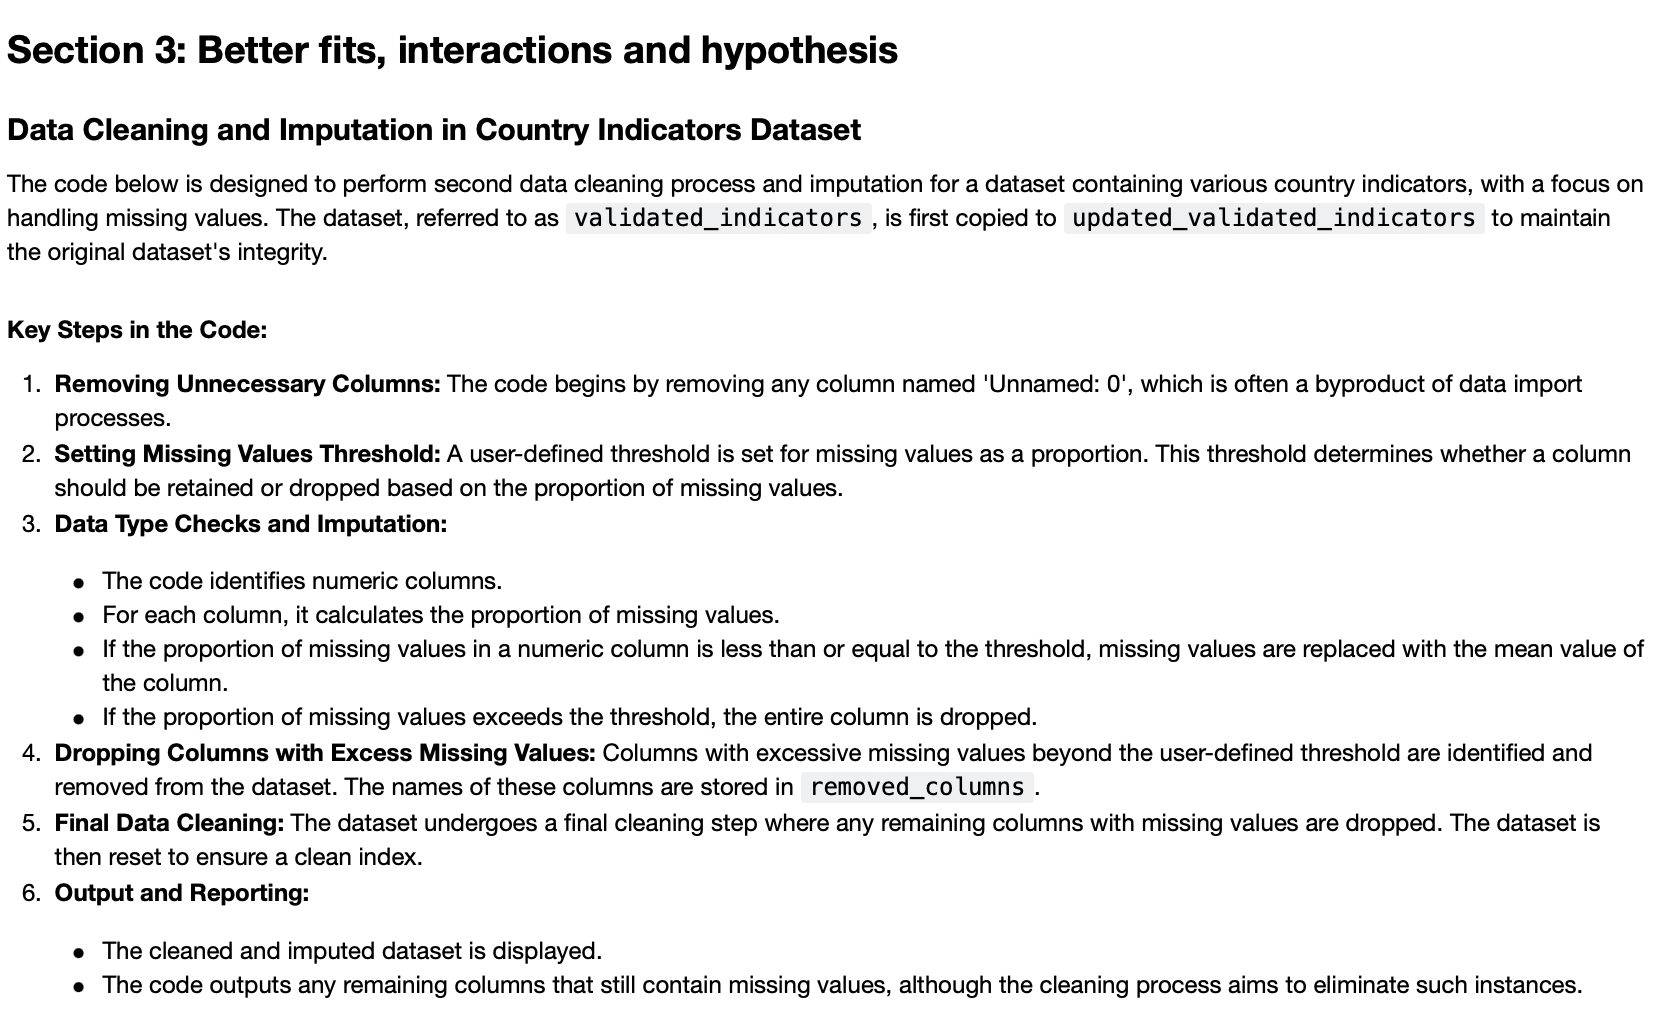 Section 3: Better fits, interactions and hypothesis
Data Cleaning and Imputation in Country Indicators Dataset
The code below is designed to perform second data cleaning process and imputation for a dataset containing various country indicators, with a focus on
handling missing values. The dataset, referred to as validated_indicators , is first copied to updated_validated_indicators to maintain
the original dataset's integrity.
Key Steps in the Code:
1. Removing Unnecessary Columns: The code begins by removing any column named 'Unnamed: 0', which is often a byproduct of data import
processes.
2. Setting Missing Values Threshold: A user-defined threshold is set for missing values as a proportion. This threshold determines whether a column
should be retained or dropped based on the proportion of missing values.
3. Data Type Checks and Imputation:
• The code identifies numeric columns.
• For each column, it calculates the proportion of missing values.
• If the proportion of missing values in a numeric column is less than or equal to the threshold, missing values are replaced with the mean value of
the column.
• If the proportion of missing values exceeds the threshold, the entire column is dropped.
4. Dropping Columns with Excess Missing Values: Columns with excessive missing values beyond the user-defined threshold are identified and
removed from the dataset. The names of these columns are stored in removed_columns .
5. Final Data Cleaning: The dataset undergoes a final cleaning step where any remaining columns with missing values are dropped. The dataset is
then reset to ensure a clean index.
6. Output and Reporting:
• The cleaned and imputed dataset is displayed.
• The code outputs any remaining columns that still contain missing values, although the cleaning process aims to eliminate such instances.